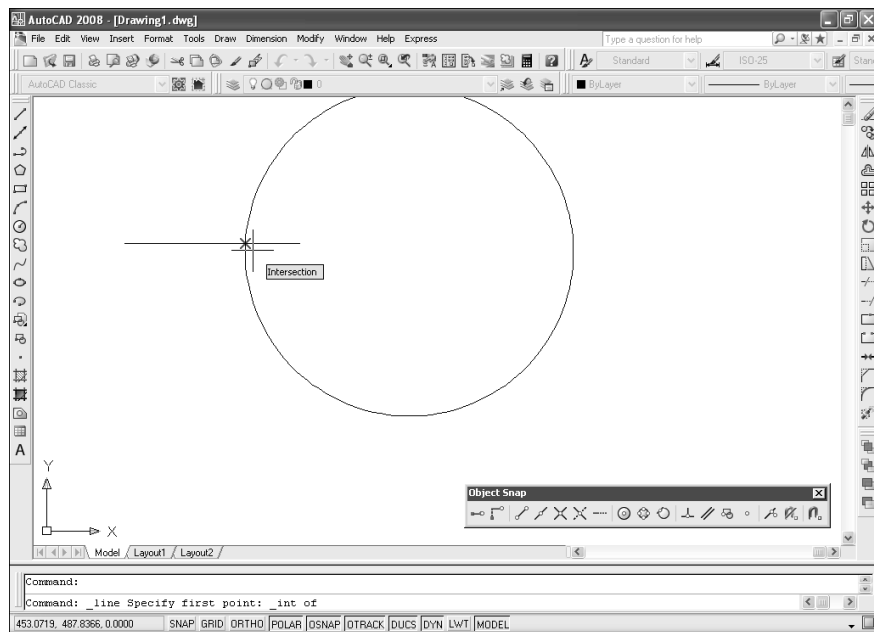 AutoCAD 2008 - [Drawing1.dwg]
File Edit View Insert Format Tools Draw Dimension Modify Window Help Express
Type a question for help
Standard ISO-25 Stan
AutoCAD Classic 0 ByLayer ByLayer
Intersection
Y
X
Object Snap
A
Model Layout1 Layout2
Command:
Command: _line Specify first point: _int of
453.0719, 487.8366, 0.0000 SNAP GRID ORTHO POLAR OSNAP OTRACK DUCS DYN LWT MODEL